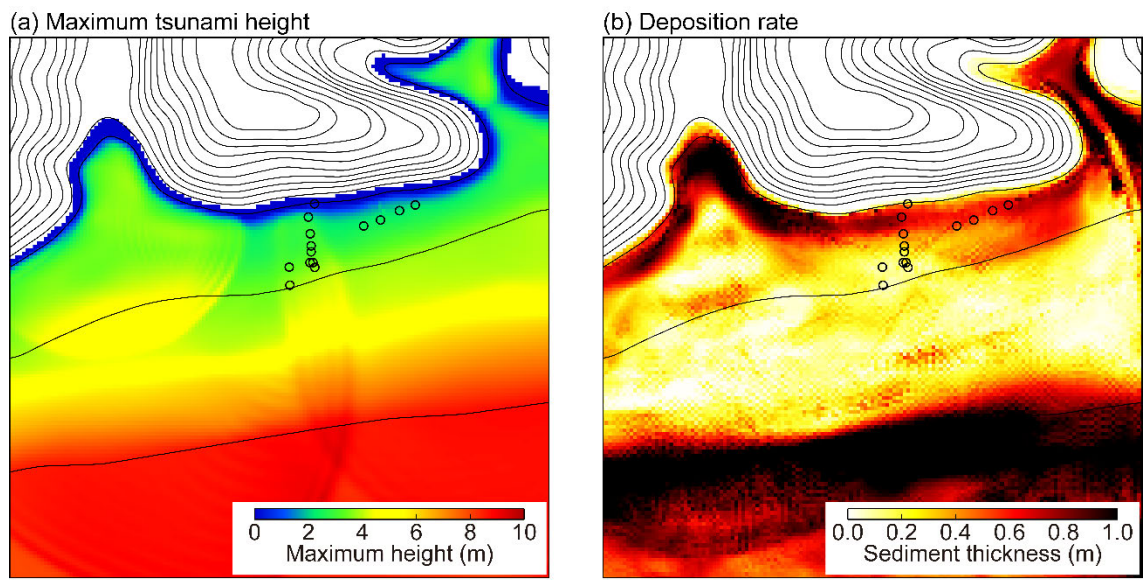 (a) Maximum tsunami height
(b) Deposition rate
0 2 4 6 8 10
Maximum height (m)
0.0 0.2 0.4 0.6 0.8 1.0
Sediment thickness (m)